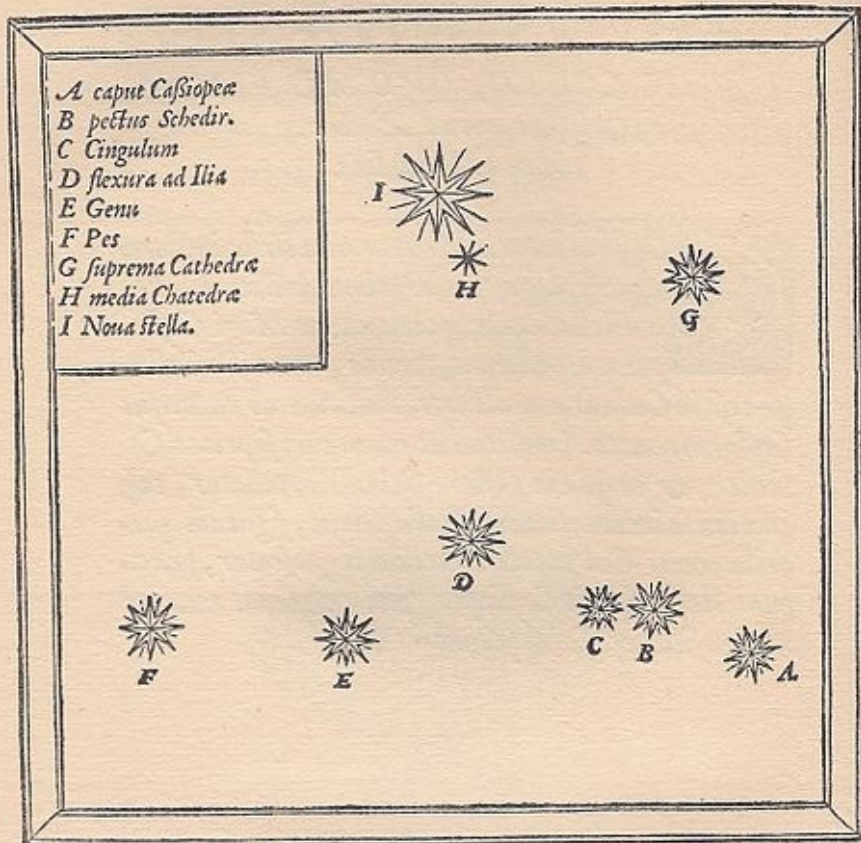 A caput Caßiopeæ
B pectus Schedir.
C Cingulum
D flexura ad Ilia
E Genu
F Pes
G ſuprema Cathedræ
H media Chatedræ
I Noua ſtella.
I
H
G
D
C
B
A
E
F